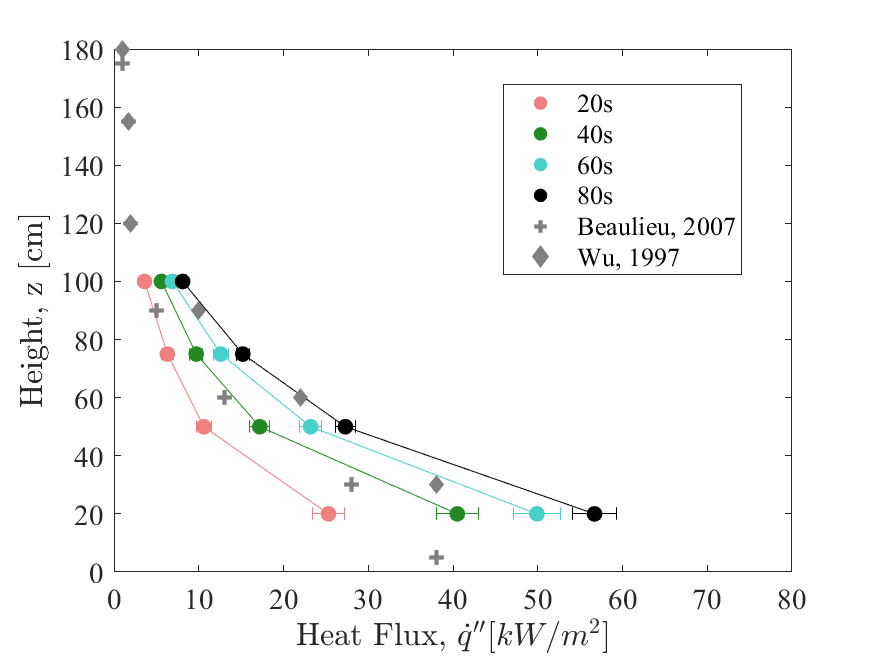 180
160
140
120
100
80
60
40
20
0
Height, z [cm]
20s
40s
60s
80s
Beaulieu, 2007
Wu, 1997
0 10 20 30 40 50 60 70 80
Heat Flux, q̇″[kW/m²]